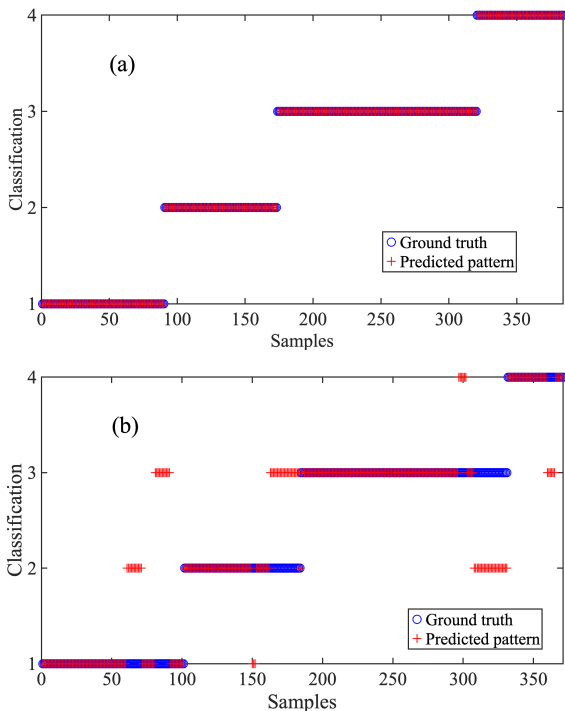 4
(a)
3
Classification
2
Ground truth
Predicted pattern
1
0 50 100 150 200 250 300 350
Samples
4
(b)
3
Classification
2
Ground truth
Predicted pattern
1
0 50 100 150 200 250 300 350
Samples